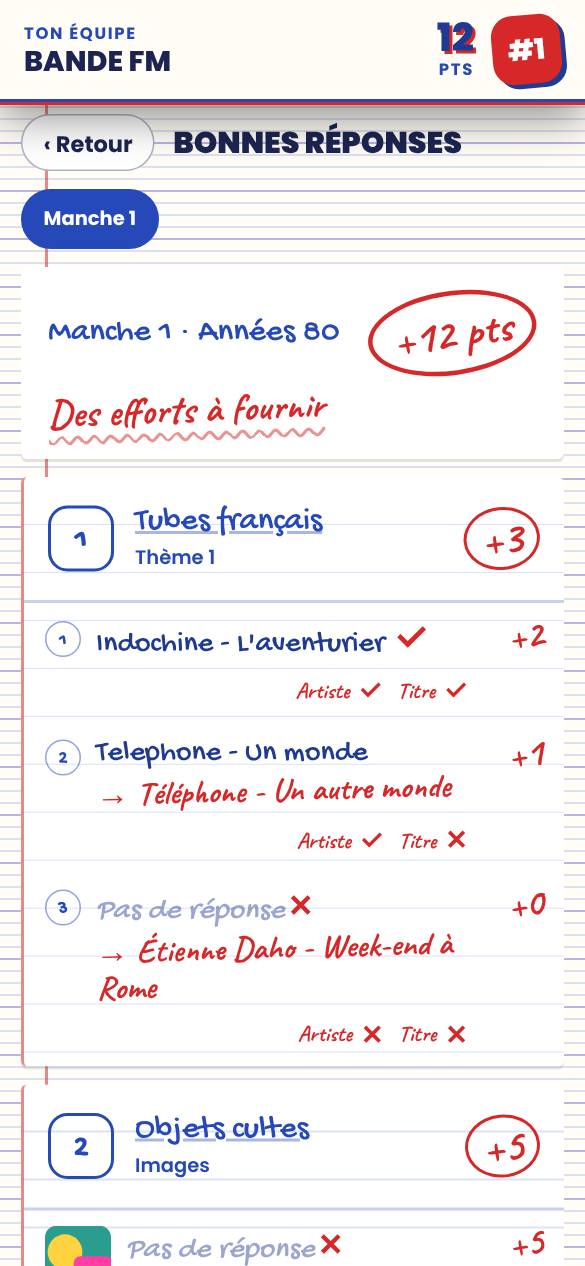 TON ÉQUIPE
BANDE FM
12
PTS
#1
‹ Retour
BONNES RÉPONSES
Manche 1
Manche 1 · Années 80
+12 pts
Des efforts à fournir
1
Tubes français
Thème 1
+3
1
Indochine - L'aventurier ✓
+2
Artiste ✓ Titre ✓
2
Telephone - Un monde
+1
→ Téléphone - Un autre monde
Artiste ✓ Titre ✕
3
Pas de réponse ✕
+0
→ Étienne Daho - Week-end à
Rome
Artiste ✕ Titre ✕
2
Objets cultes
Images
+5
Pas de réponse ✕
+5